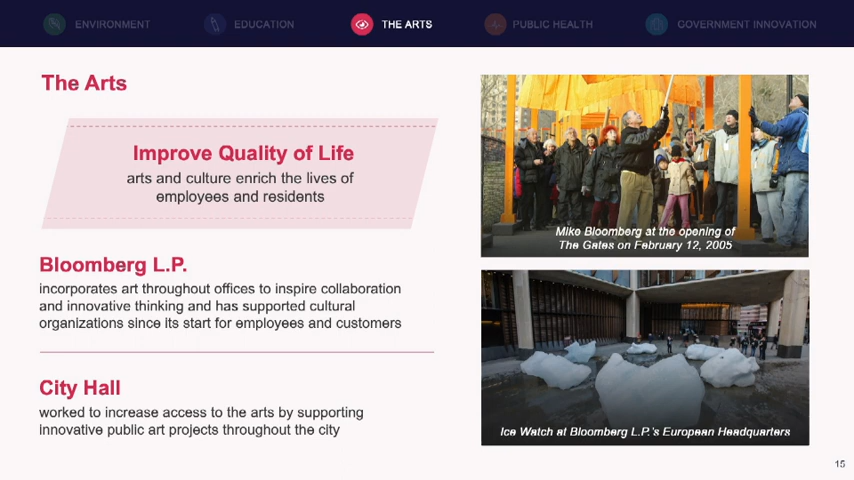 ENVIRONMENT
EDUCATION
THE ARTS
PUBLIC HEALTH
GOVERNMENT INNOVATION
The Arts
Improve Quality of Life
arts and culture enrich the lives of
employees and residents
Bloomberg L.P.
incorporates art throughout offices to inspire collaboration
and innovative thinking and has supported cultural
organizations since its start for employees and customers
City Hall
worked to increase access to the arts by supporting
innovative public art projects throughout the city
Mike Bloomberg at the opening of
The Gates on February 12, 2005
Ice Watch at Bloomberg L.P.'s European Headquarters
15